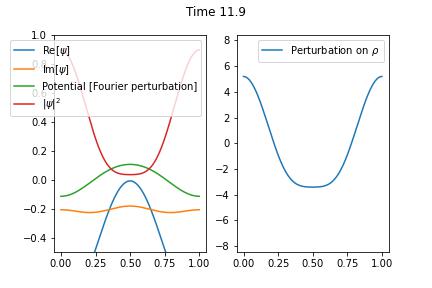 Time 11.9
1.0
0.8
0.6
0.4
0.2
0.0
−0.2
−0.4
Re[ψ]
Im[ψ]
Potential [Fourier perturbation]
|ψ|²
0.00 0.25 0.50 0.75 1.00
8
6
4
2
0
−2
−4
−6
−8
Perturbation on ρ
0.00 0.25 0.50 0.75 1.00